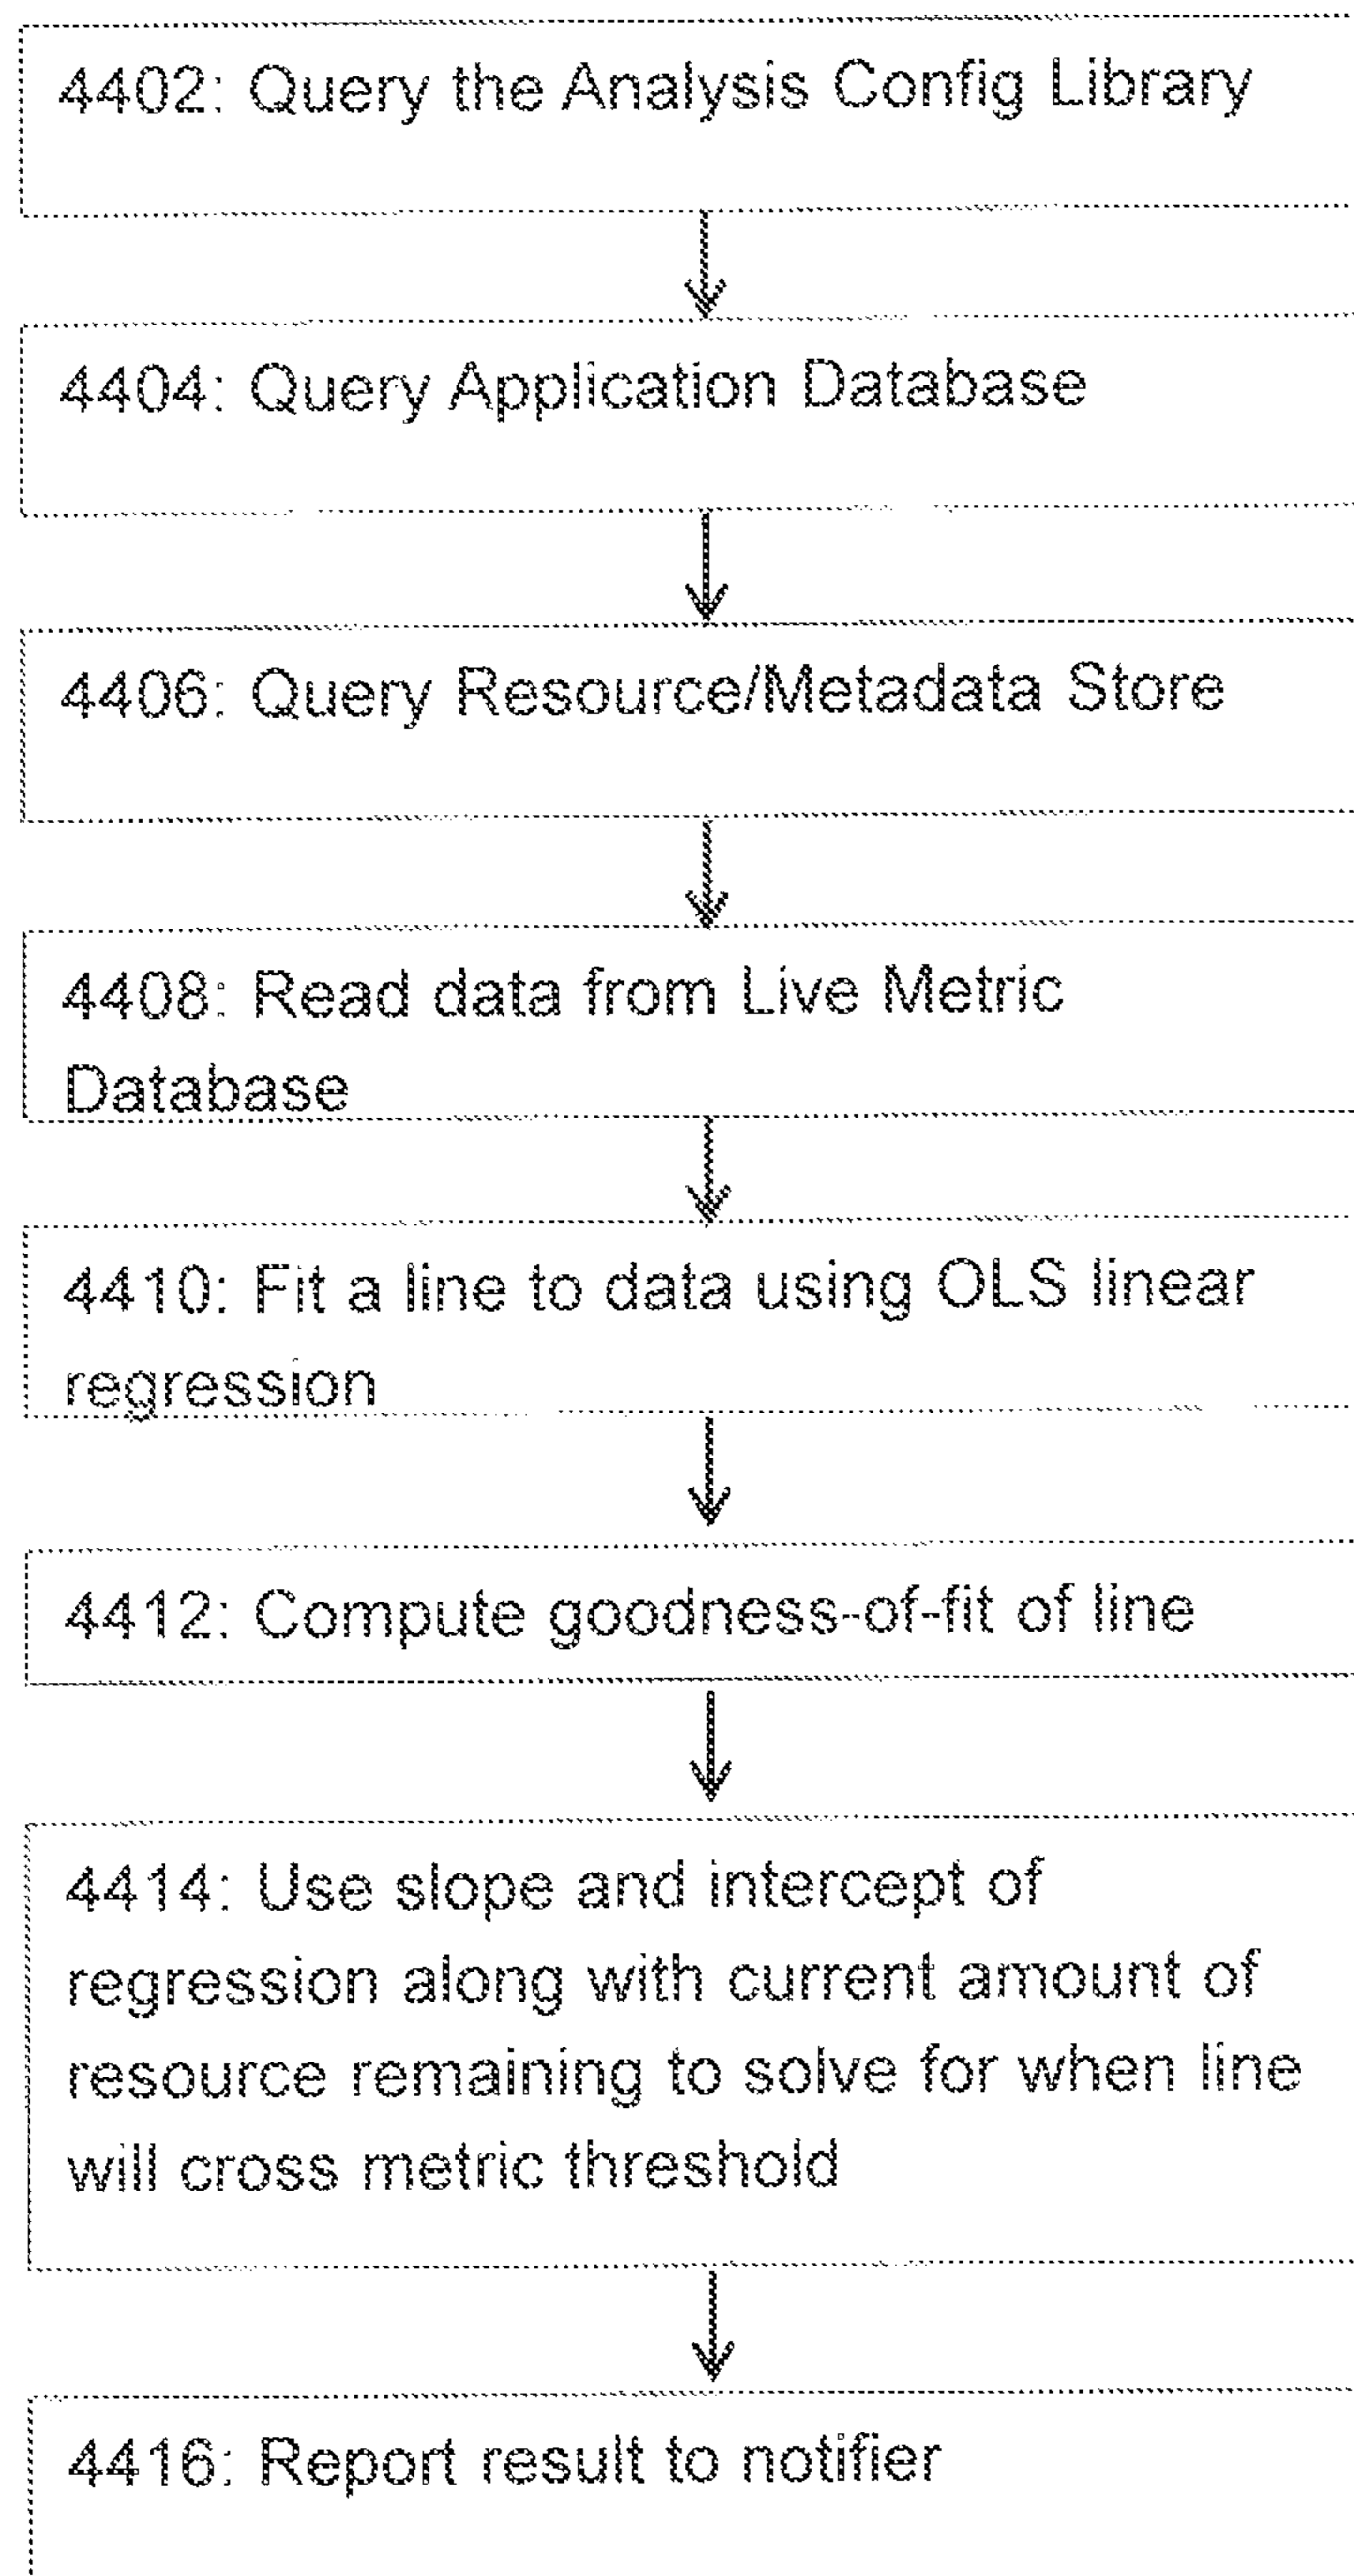 4402: Query the Analysis Config Library
4404: Query Application Database
4406: Query Resource/Metadata Store
4408: Read data from Live Metric
Database
4410: Fit a line to data using OLS linear
regression
4412: Compute goodness-of-fit of line
4414: Use slope and intercept of
regression along with current amount of
resource remaining to solve for when line
will cross metric threshold
4416: Report result to notifier